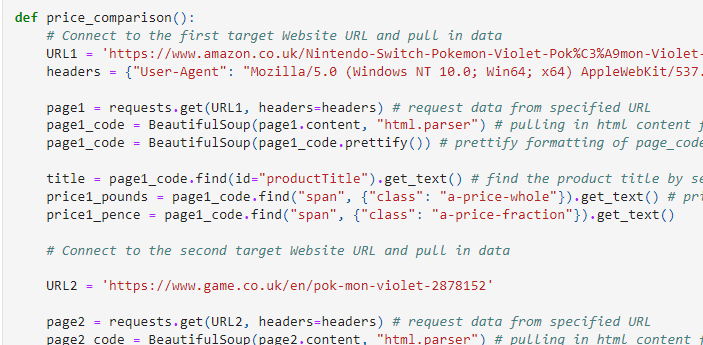 def price_comparison():
# Connect to the first target Website URL and pull in data
URL1 = 'https://www.amazon.co.uk/Nintendo-Switch-Pokemon-Violet-Pok%C3%A9mon-Violet-
headers = {"User-Agent": "Mozilla/5.0 (Windows NT 10.0; Win64; x64) AppleWebKit/537.
page1 = requests.get(URL1, headers=headers) # request data from specified URL
page1_code = BeautifulSoup(page1.content, "html.parser") # pulling in html content f
page1_code = BeautifulSoup(page1_code.prettify()) # prettify formatting of page_code
title = page1_code.find(id="productTitle").get_text() # find the product title by se
price1_pounds = page1_code.find("span", {"class": "a-price-whole"}).get_text() # pri
price1_pence = page1_code.find("span", {"class": "a-price-fraction"}).get_text()
# Connect to the second target Website URL and pull in data
URL2 = 'https://www.game.co.uk/en/pok-mon-violet-2878152'
page2 = requests.get(URL2, headers=headers) # request data from specified URL
page2_code = BeautifulSoup(page2.content, "html.parser") # pulling in html content f